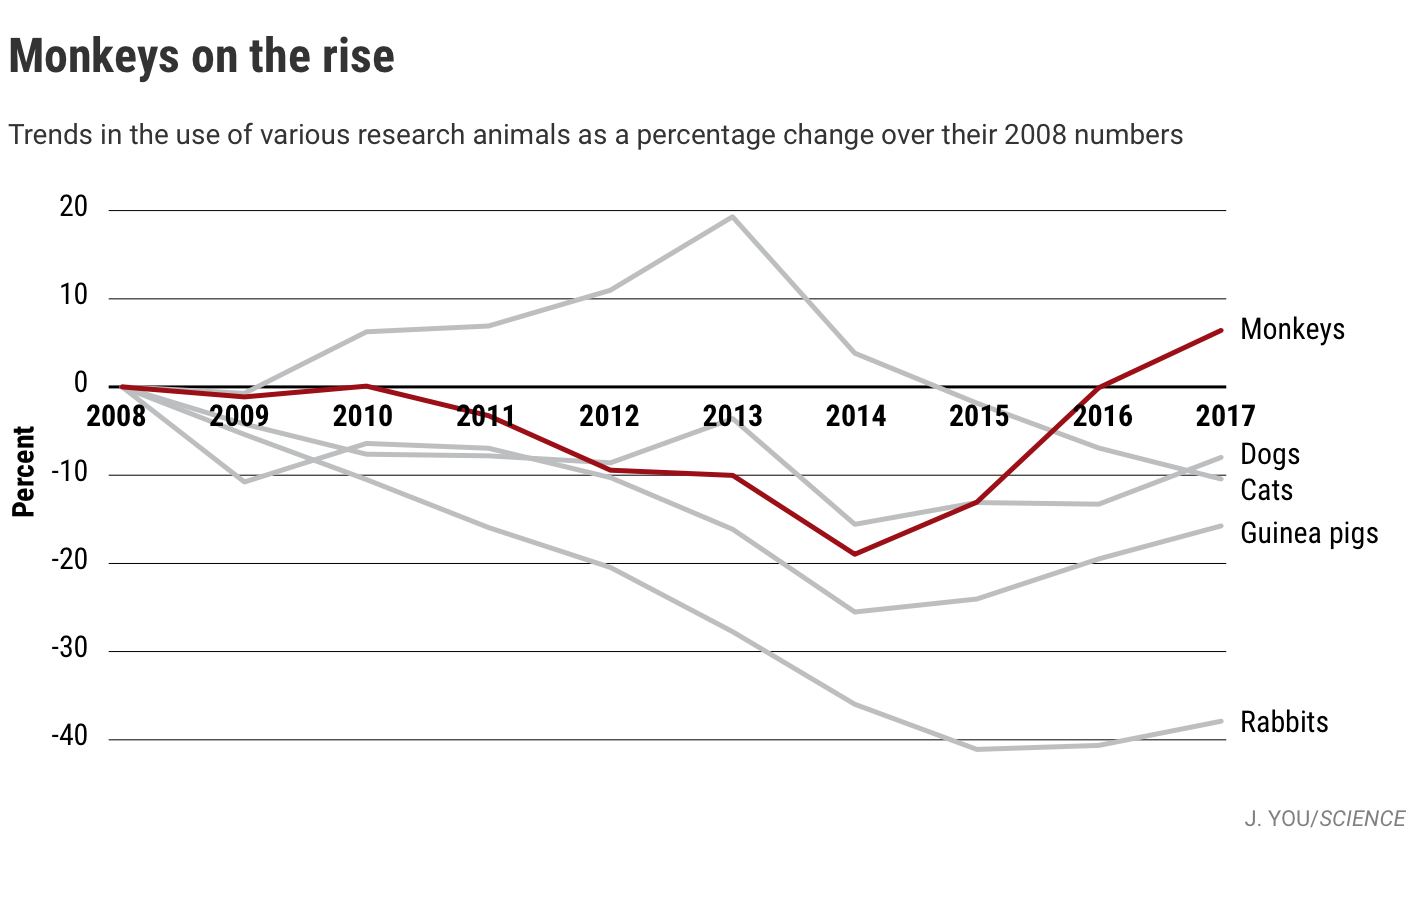 Monkeys on the rise
Trends in the use of various research animals as a percentage change over their 2008 numbers
20
10
0
-10
-20
-30
-40
Percent
2008 2009 2010 2011 2012 2013 2014 2015 2016 2017
Monkeys
Dogs
Cats
Guinea pigs
Rabbits
J. YOU/SCIENCE